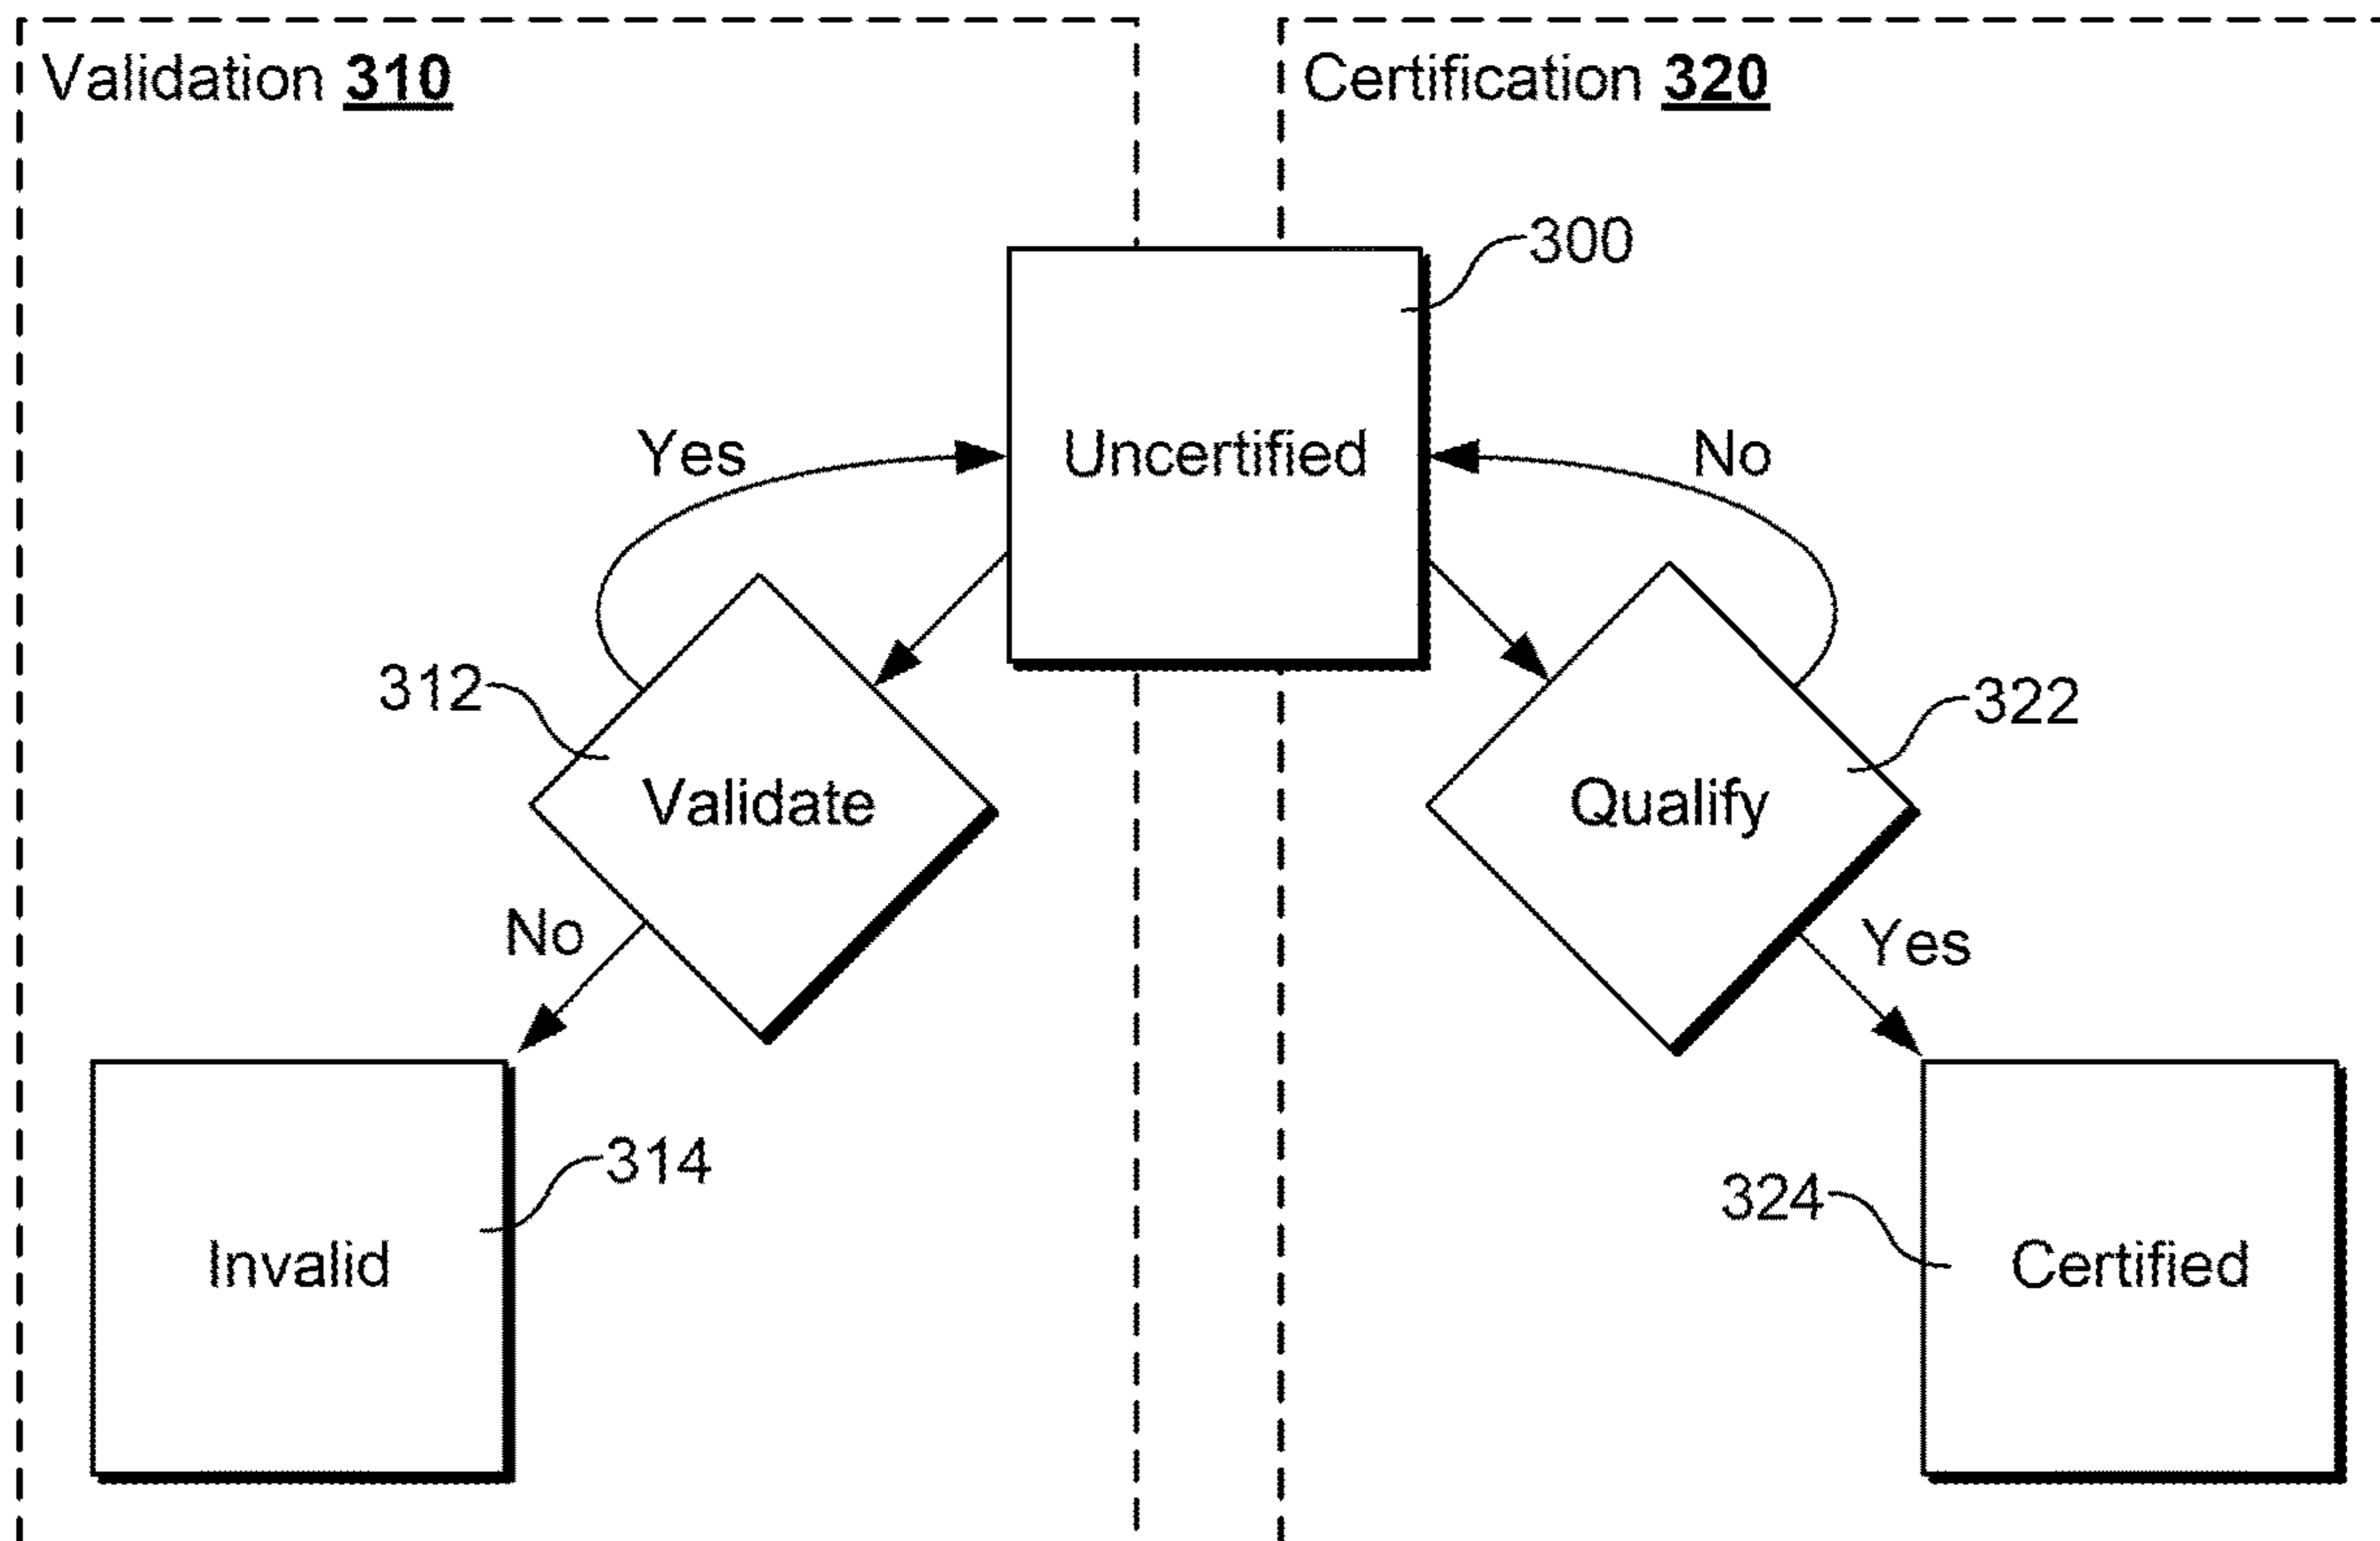 Validation 310
Certification 320
300
Yes
Uncertified
No
312
322
Validate
Qualify
No
Yes
314
324
Invalid
Certified